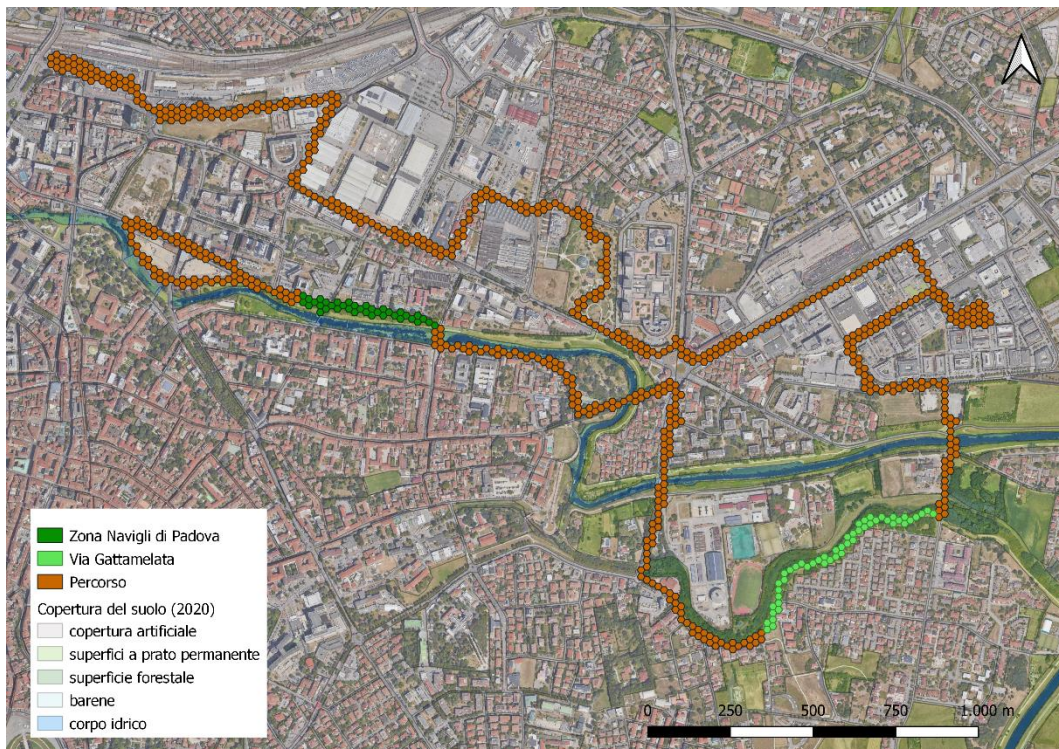 Zona Navigli di Padova
Via Gattamelata
Percorso
Copertura del suolo (2020)
copertura artificiale
superfici a prato permanente
superficie forestale
barene
corpo idrico
0 250 500 750 1.000 m